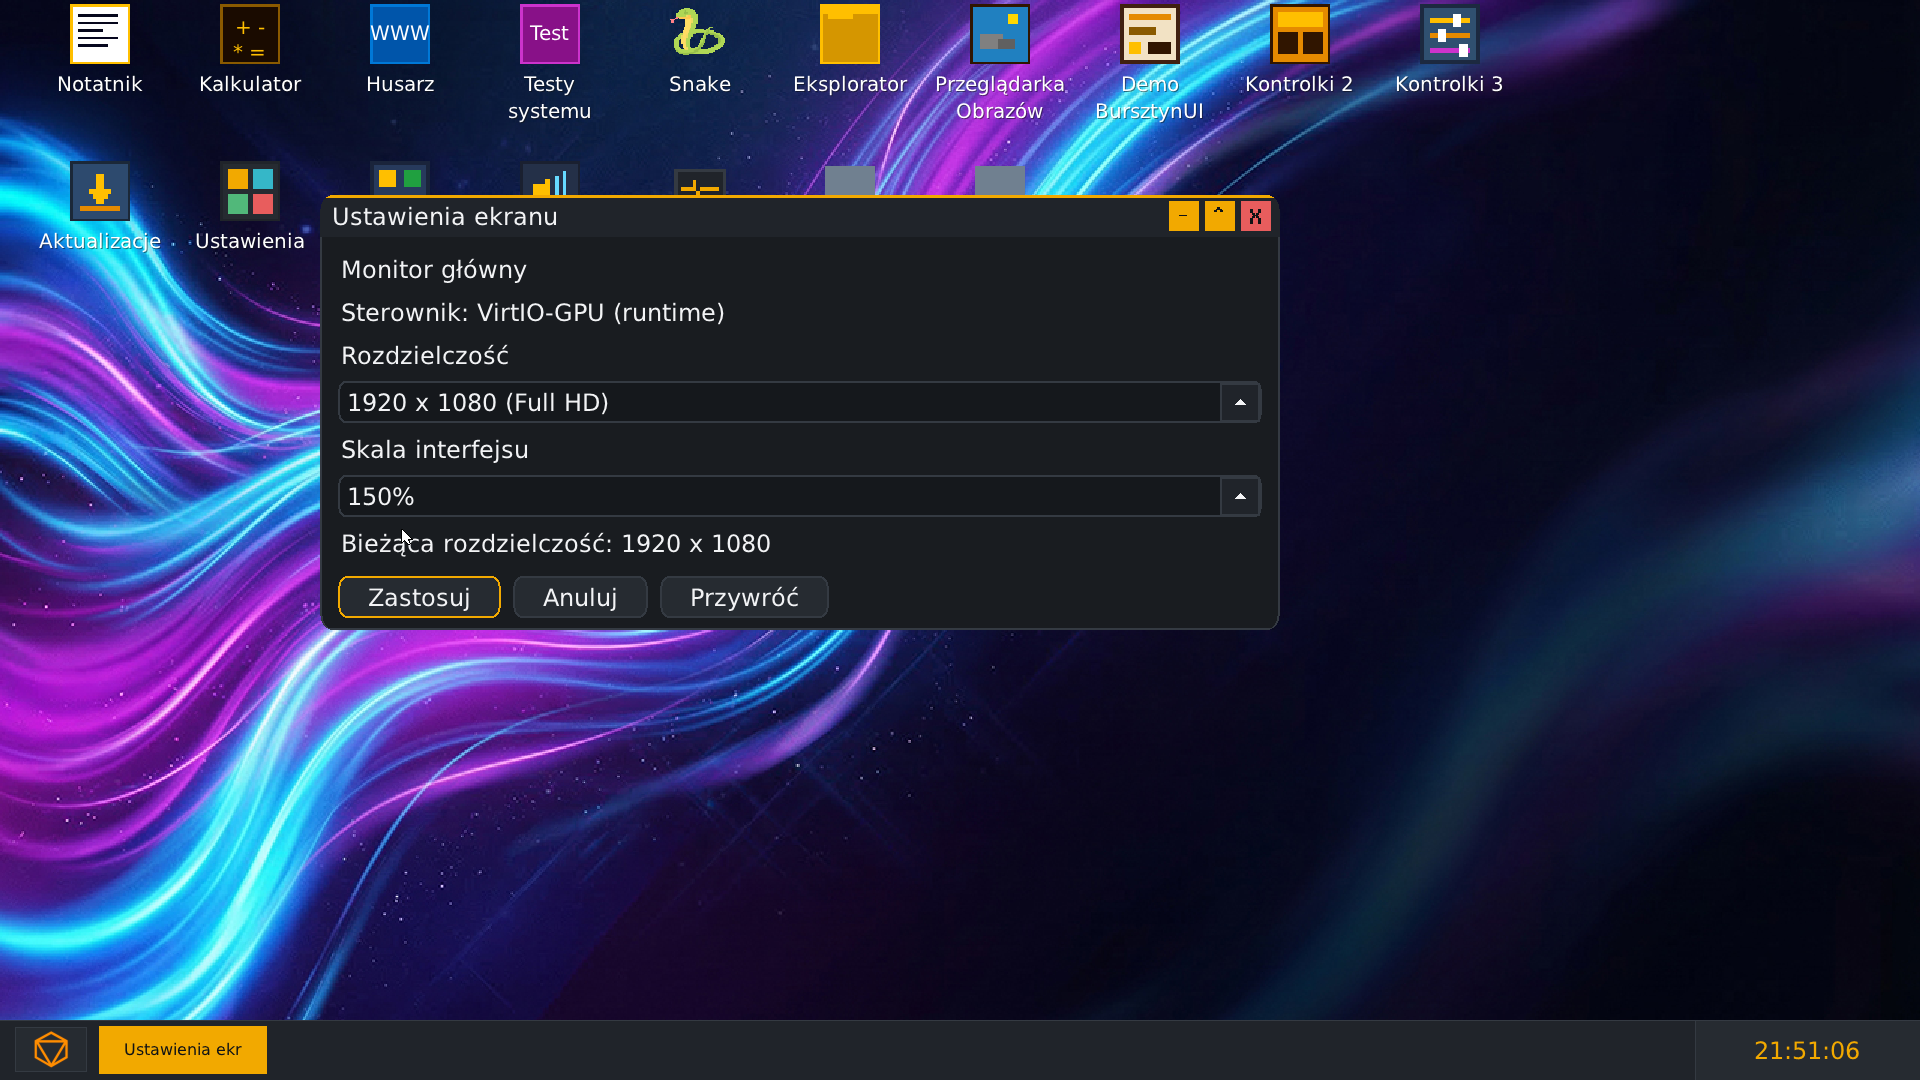 + -
* =
WWW
Test
Notatnik
Kalkulator
Husarz
Testy
systemu
Snake
Eksplorator
Przeglądarka
Obrazów
Demo
BursztynUI
Kontrolki 2
Kontrolki 3
Aktualizacje
Ustawienia
Ustawienia ekranu
Monitor główny
Sterownik: VirtIO-GPU (runtime)
Rozdzielczość
1920 x 1080 (Full HD)
Skala interfejsu
150%
Bieżąca rozdzielczość: 1920 x 1080
Zastosuj
Anuluj
Przywróć
Ustawienia ekr
21:51:06